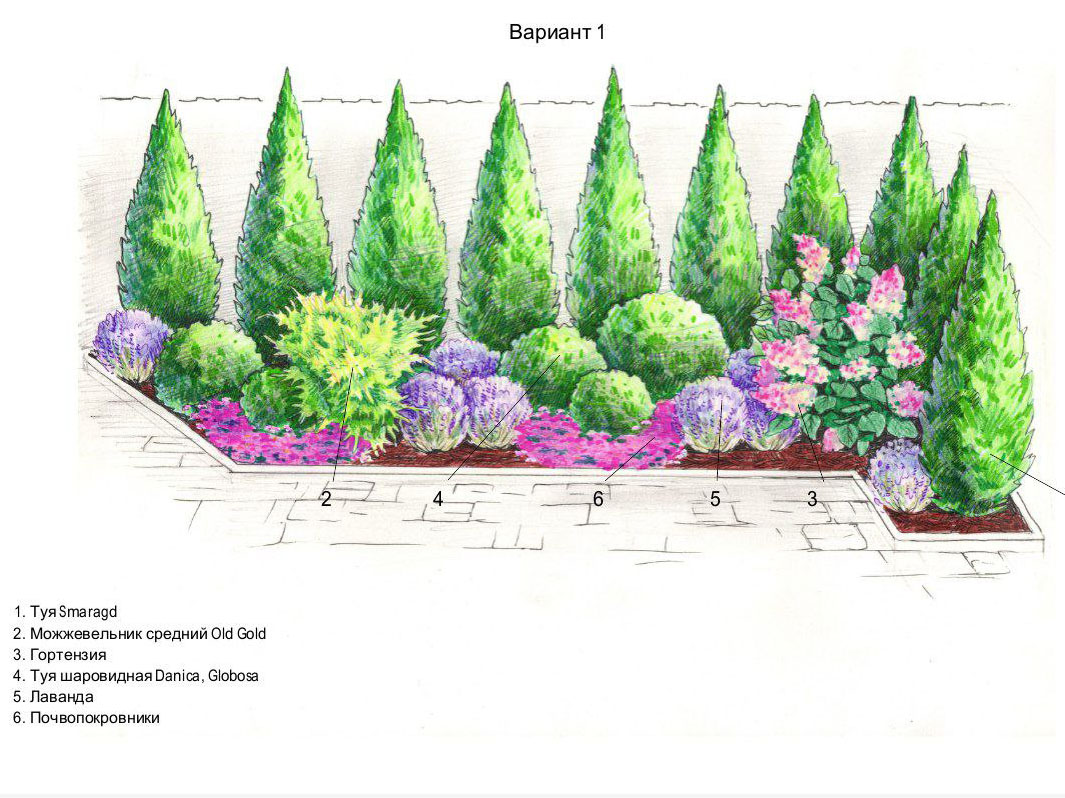 Вариант 1
2 4 6 5 3
1. Туя Smaragd
2. Можжевельник средний Old Gold
3. Гортензия
4. Туя шаровидная Danica, Globosa
5. Лаванда
6. Почвопокровники